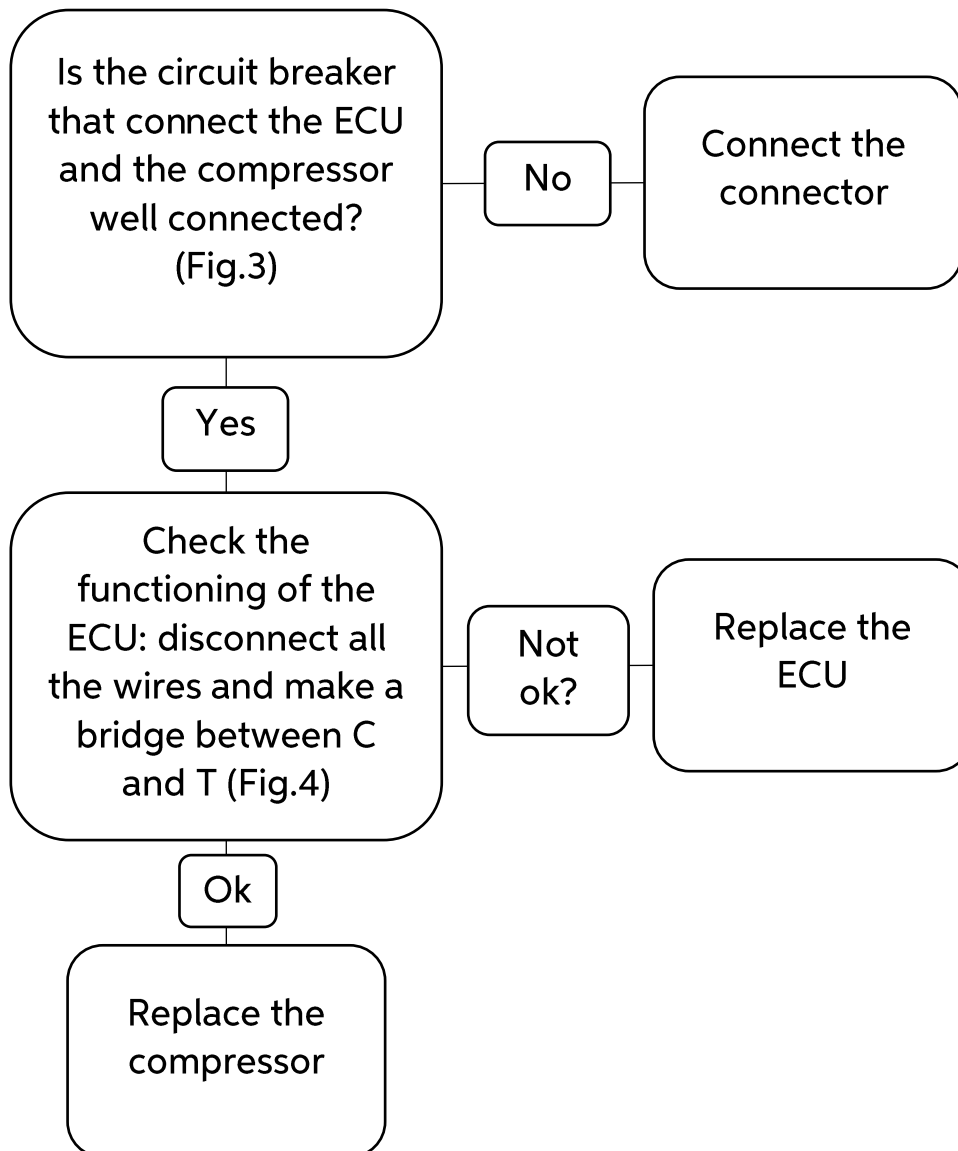 Is the circuit breaker
that connect the ECU
and the compressor
well connected?
(Fig.3)
No
Connect the
connector
Yes
Check the
functioning of the
ECU: disconnect all
the wires and make a
bridge between C
and T (Fig.4)
Not
ok?
Replace the
ECU
Ok
Replace the
compressor